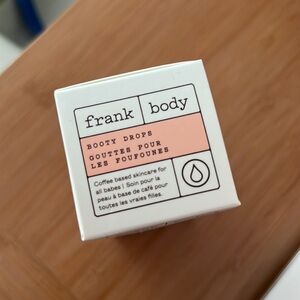 frank body
BOOTY DROPS
GOUTTES POUR
LES FOUFOUNES
Coffee based skincare for
all babes | Soin pour la
peau à base de café pour
toutes les vraies filles.